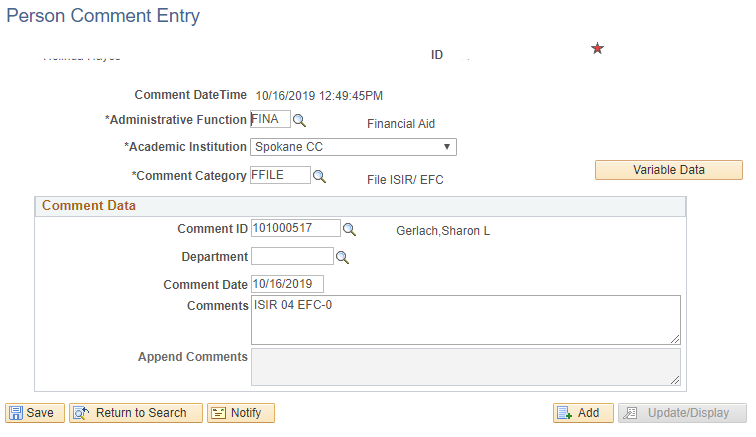 Person Comment Entry
ID
Comment DateTime 10/16/2019 12:49:45PM
*Administrative Function FINA Financial Aid
*Academic Institution Spokane CC
*Comment Category FFILE File ISIR/ EFC
Variable Data
Comment Data
Comment ID 101000517 Gerlach,Sharon L
Department
Comment Date 10/16/2019
Comments ISIR 04 EFC-0
Append Comments
Save Return to Search Notify Add Update/Display